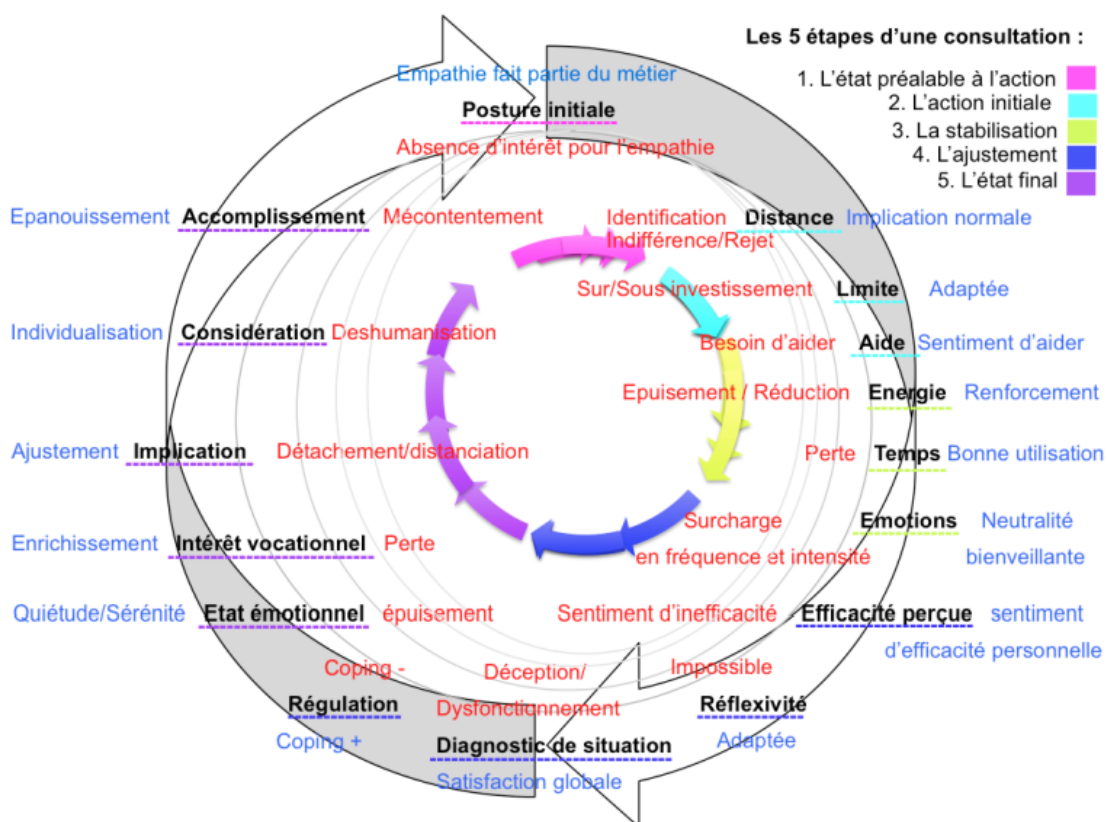 Les 5 étapes d'une consultation :
1. L'état préalable à l'action
2. L'action initiale
3. La stabilisation
4. L'ajustement
5. L'état final
Empathie fait partie du métier
Posture initiale
Absence d'intérêt pour l'empathie
Epanouissement Accomplissement Mécontentement
Identification Distance Implication normale
Indifférence/Rejet
Sur/Sous investissement Limite Adaptée
Individualisation Considération Deshumanisation
Besoin d'aider Aide Sentiment d'aider
Epuisement / Réduction Energie Renforcement
Ajustement Implication Détachement/distanciation
Perte Temps Bonne utilisation
Surcharge Emotions Neutralité
en fréquence et intensité bienveillante
Enrichissement Intérêt vocationnel Perte
Quiétude/Sérénité Etat émotionnel épuisement
Sentiment d'inefficacité Efficacité perçue sentiment
d'efficacité personnelle
Coping - Déception/ Impossible
Régulation Dysfonctionnement Réflexivité
Coping + Diagnostic de situation Adaptée
Satisfaction globale